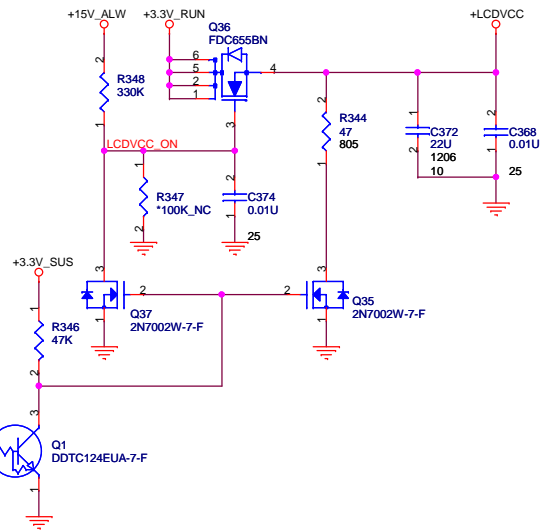 +15V_ALW
+3.3V_RUN
+LCDVCC
Q36
FDC655BN
6
5
2
1
4
3
2
R348
330K
1
LCDVCC_ON
2
R344
47
805
1
1
C372
22U
1206
10
2
2
C368
0.01U
1
25
1
R347
*100K_NC
2
2
C374
0.01U
1
25
+3.3V_SUS
3
2
Q37
2N7002W-7-F
1
3
2
Q35
2N7002W-7-F
1
1
R346
47K
2
3
Q1
DDTC124EUA-7-F
1